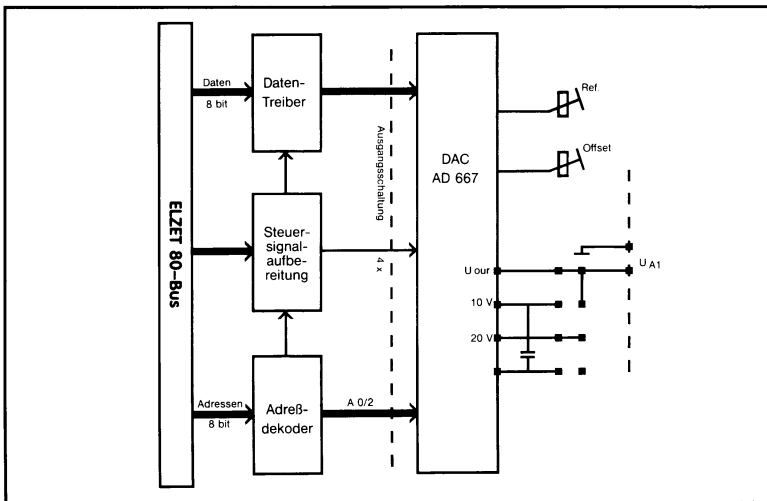 ELZET 80-Bus
Daten
8 bit
Daten-
Treiber
Steuer-
signal-
aufbe-
reitung
Adressen
8 bit
Adreß-
dekoder
A 0/2
Ausgangsschaltung
4 x
DAC
AD 667
Ref.
Offset
U our
10 V
20 V
U A1